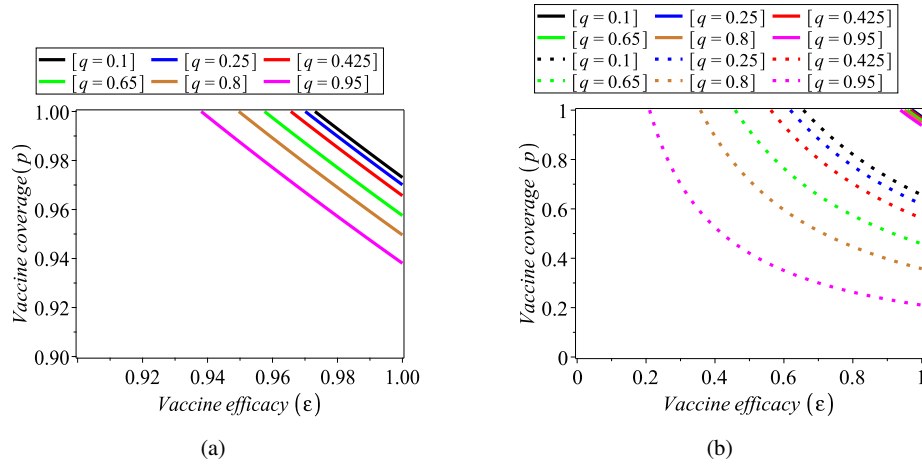 [q = 0.1] [q = 0.25] [q = 0.425]
[q = 0.65] [q = 0.8] [q = 0.95]
1.00
0.98
0.96
0.94
0.92
0.90
Vaccine coverage (p)
0.92 0.94 0.96 0.98 1.00
Vaccine efficacy (ε)
(a)
[q = 0.1] [q = 0.25] [q = 0.425]
[q = 0.65] [q = 0.8] [q = 0.95]
[q = 0.1] [q = 0.25] [q = 0.425]
[q = 0.65] [q = 0.8] [q = 0.95]
1
0.8
0.6
0.4
0.2
0
Vaccine coverage (p)
0 0.2 0.4 0.6 0.8 1
Vaccine efficacy (ε)
(b)